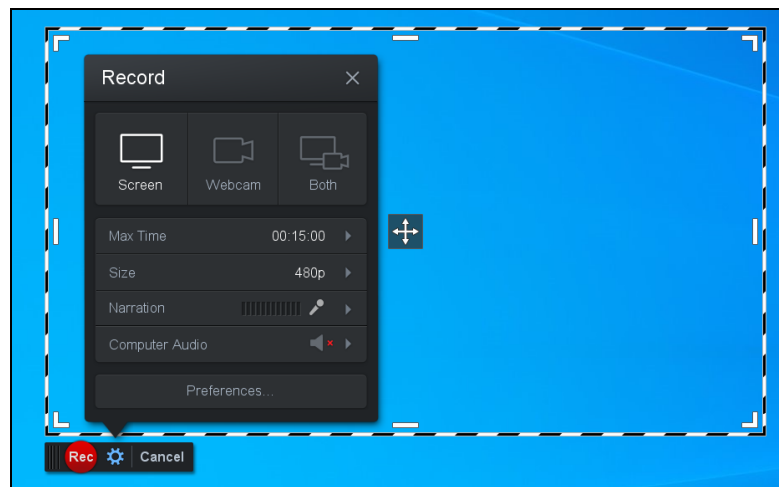 Record
Screen Webcam Both
Max Time 00:15:00
Size 480p
Narration
Computer Audio
Preferences...
Rec Cancel